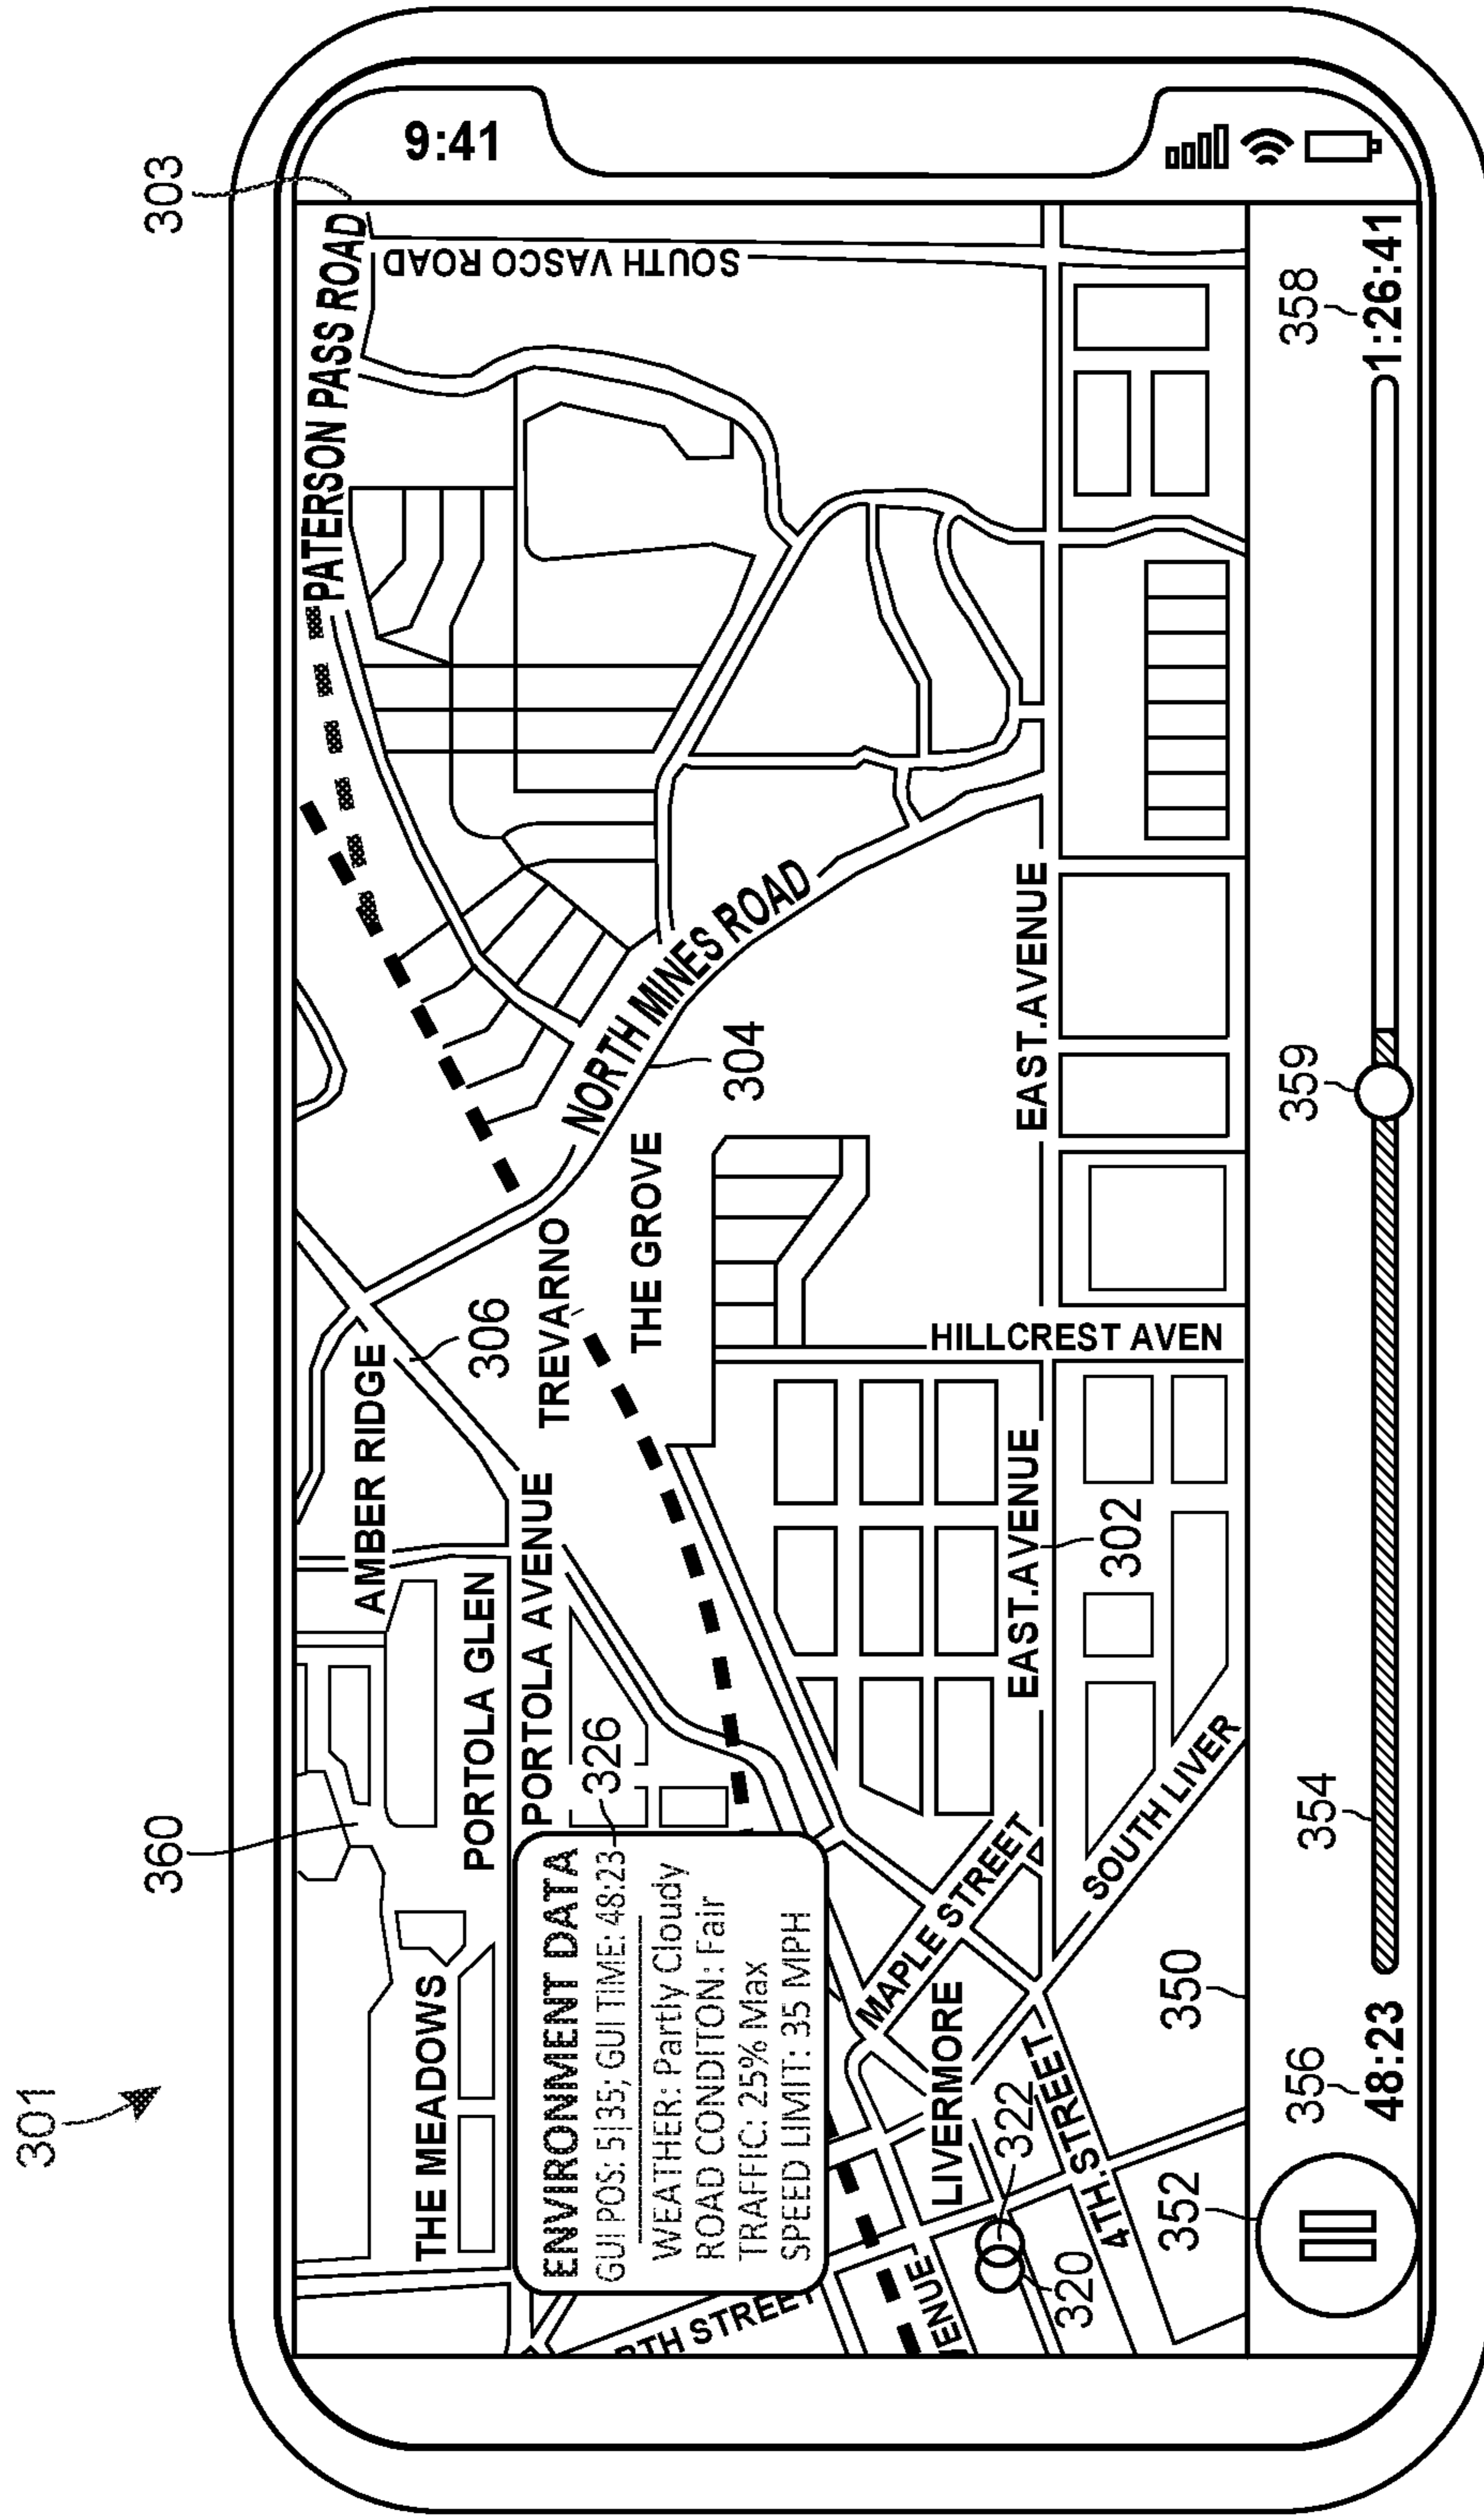 301
360
303
9:41
PATERSON PASS ROAD
SOUTH VASCO ROAD
AMBER RIDGE
THE MEADOWS
PORTOLA GLEN
306
PORTOLA AVENUE
TREVARNO
NORTH MINES ROAD
326
THE GROVE
304
ENVIRONMENT DATA
GUI POS: 5|35; GUI TIME: 48:23
WEATHER: Partly Cloudy
ROAD CONDITON: Fair
TRAFFIC: 25% Max
SPEED LIMIT: 35 MPH
RTH STREET
ENUE
LIVERMORE
MAPLE STREET
EAST.AVENUE
EAST.AVENUE
HILLCREST AVEN
322
320
4TH.STREET
302
SOUTH LIVER
352
350
356
354
359
358
48:23
1:26:41